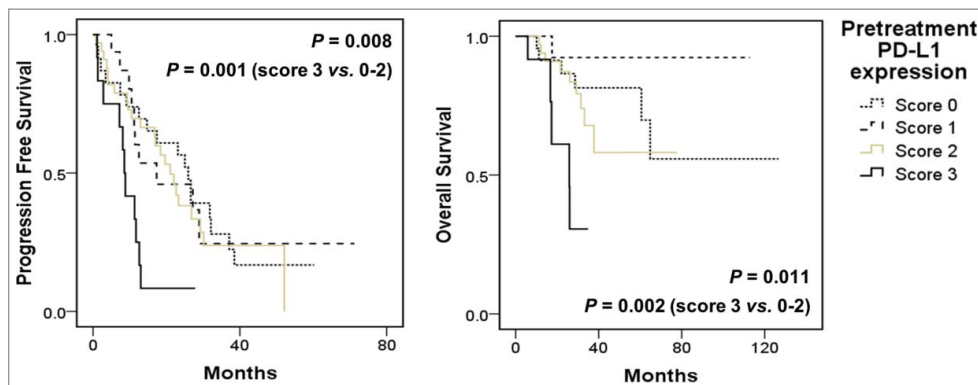 P = 0.008
P = 0.001 (score 3 vs. 0-2)
Progression Free Survival
1.0
0.5
0.0
0
40
80
Months
Overall Survival
1.0
0.5
0.0
P = 0.011
P = 0.002 (score 3 vs. 0-2)
0
40
80
120
Months
Pretreatment
PD-L1
expression
Score 0
Score 1
Score 2
Score 3